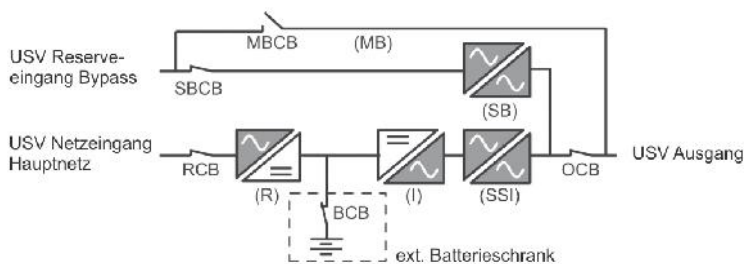 MBCB
(MB)
USV Reserve-
eingang Bypass
SBCB
(SB)
USV Netzeingang
Hauptnetz
RCB
(R)
(I)
(SSI)
OCB
USV Ausgang
BCB
ext. Batterieschrank